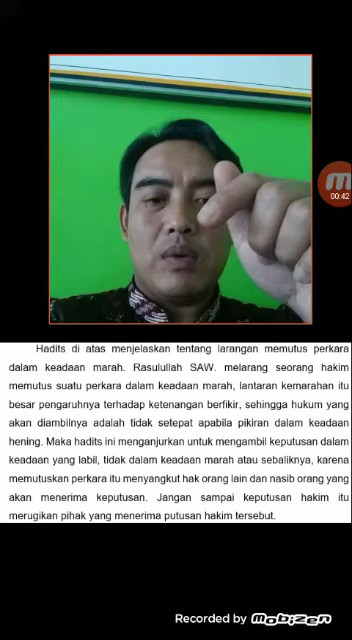 00:42
Hadits di atas menjelaskan tentang larangan memutus perkara
dalam keadaan marah. Rasulullah SAW. melarang seorang hakim
memutus suatu perkara dalam keadaan marah, lantaran kemarahan itu
besar pengaruhnya terhadap ketenangan berfikir, sehingga hukum yang
akan diambilnya adalah tidak setepat apabila pikiran dalam keadaan
hening. Maka hadits ini menganjurkan untuk mengambil keputusan dalam
keadaan yang labil, tidak dalam keadaan marah atau sebaliknya, karena
memutuskan perkara itu menyangkut hak orang lain dan nasib orang yang
akan menerima keputusan. Jangan sampai keputusan hakim itu
merugikan pihak yang menerima putusan hakim tersebut.
Recorded by Mobizen